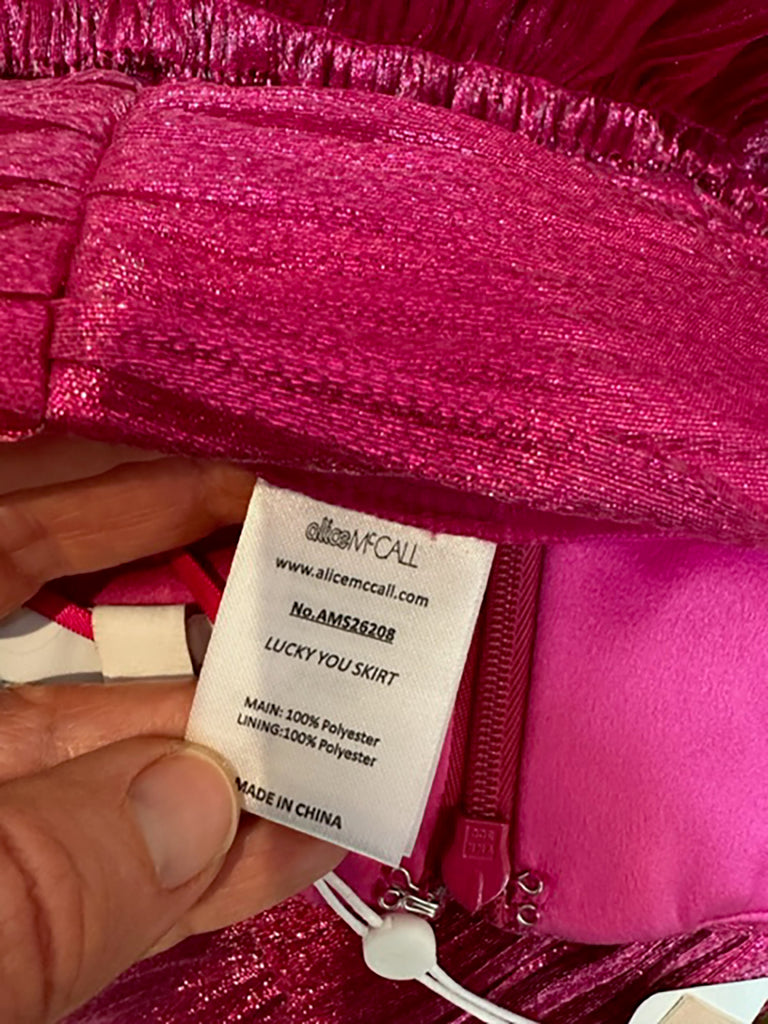 aliceMcCALL
www.alicemccall.com
No.AMS26208
LUCKY YOU SKIRT
MAIN: 100% Polyester
LINING:100% Polyester
MADE IN CHINA